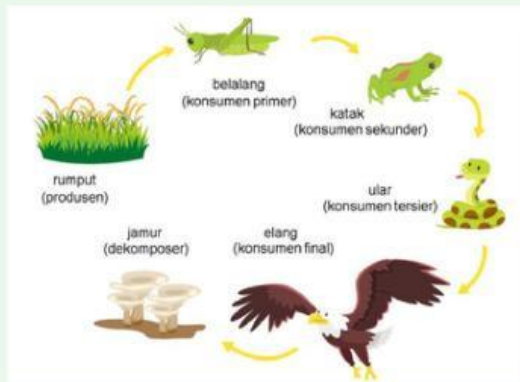 belalang
(konsumen primer)
katak
(konsumen sekunder)
rumput
(produsen)
ular
(konsumen tersier)
jamur
(dekomposer)
elang
(konsumen final)